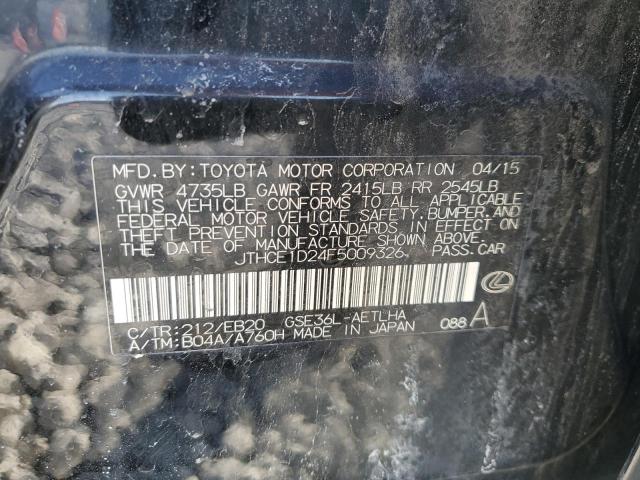 MFD. BY: TOYOTA MOTOR CORPORATION 04/15
GVWR 4735LB GAWR FR 2415LB RR 2545LB
THIS VEHICLE CONFORMS TO ALL APPLICABLE
FEDERAL MOTOR VEHICLE SAFETY, BUMPER, AND
THEFT PREVENTION STANDARDS IN EFFECT ON
THE DATE OF MANUFACTURE SHOWN ABOVE.
JTHCE1D24F5009326, PASS. CAR
C/TR: 212/EB20 GSE36L-AETLHA
A/TM: B04A/A760H MADE IN JAPAN 088 A